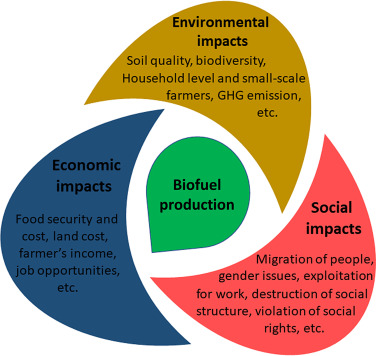 Environmental
impacts
Soil quality, biodiversity,
Household level and small-scale
farmers, GHG emission,
etc.
Economic
impacts
Food security and
cost, land cost,
farmer's income,
job opportunities,
etc.
Biofuel
production
Social
impacts
Migration of people,
gender issues, exploitation
for work, destruction of social
structure, violation of social
rights, etc.